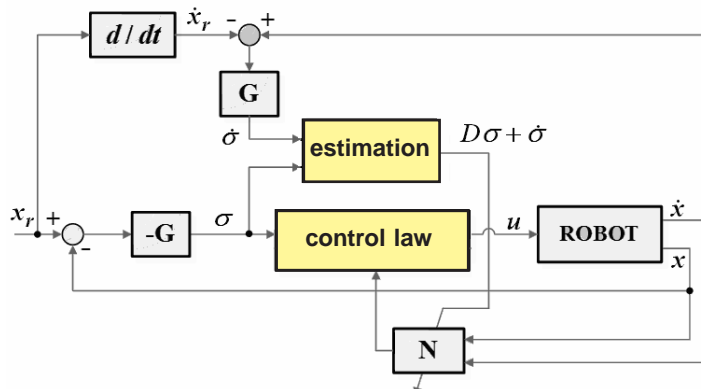 d / dt
ẋr
-
+
G
σ̇
estimation
Dσ + σ̇
xr
+
-
-G
σ
control law
u
ROBOT
ẋ
x
N